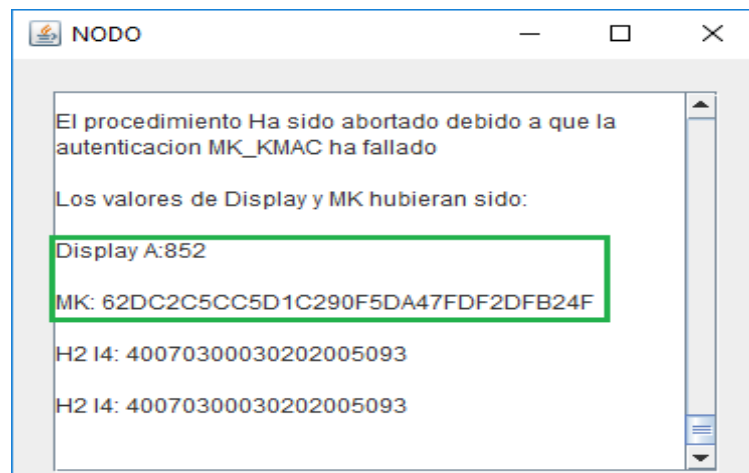 NODO
El procedimiento Ha sido abortado debido a que la
autenticacion MK_KMAC ha fallado
Los valores de Display y MK hubieran sido:
Display A:852
MK: 62DC2C5CC5D1C290F5DA47FDF2DFB24F
H2 I4: 40070300030202005093
H2 I4: 40070300030202005093